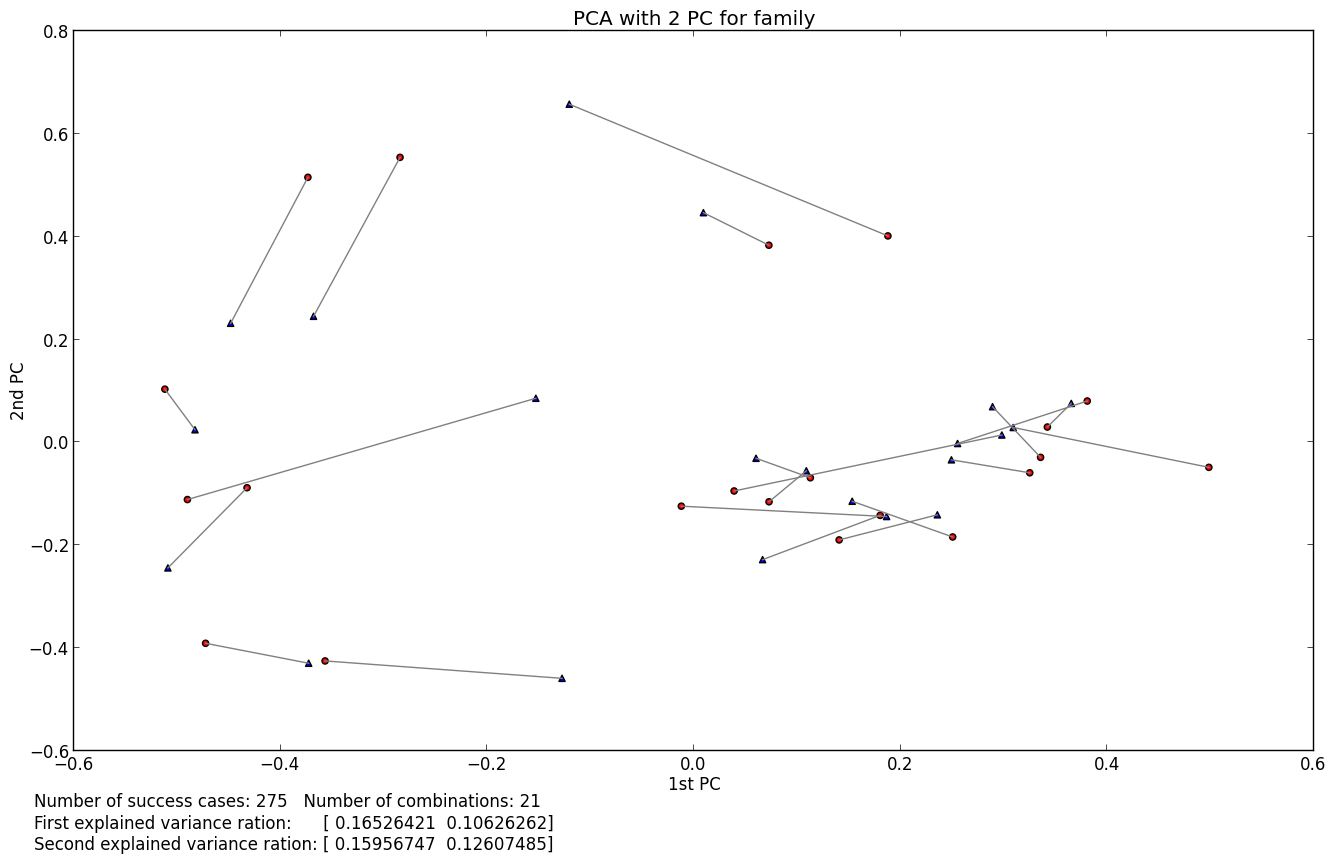 PCA with 2 PC for family
0.8
0.6
0.4
0.2
0.0
−0.2
−0.4
−0.6
2nd PC
−0.6 −0.4 −0.2 0.0 0.2 0.4 0.6
1st PC
Number of success cases: 275 Number of combinations: 21
First explained variance ration: [ 0.16526421 0.10626262]
Second explained variance ration: [ 0.15956747 0.12607485]